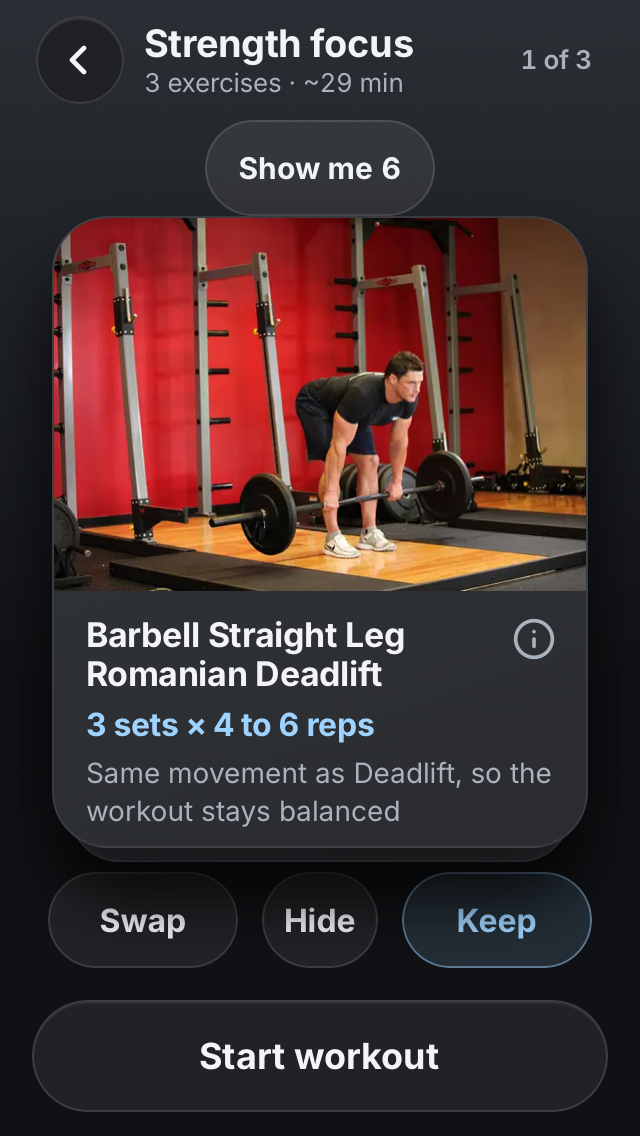 Strength focus
3 exercises · ~29 min
1 of 3
Show me 6
Barbell Straight Leg
Romanian Deadlift
3 sets × 4 to 6 reps
Same movement as Deadlift, so the
workout stays balanced
Swap
Hide
Keep
Start workout